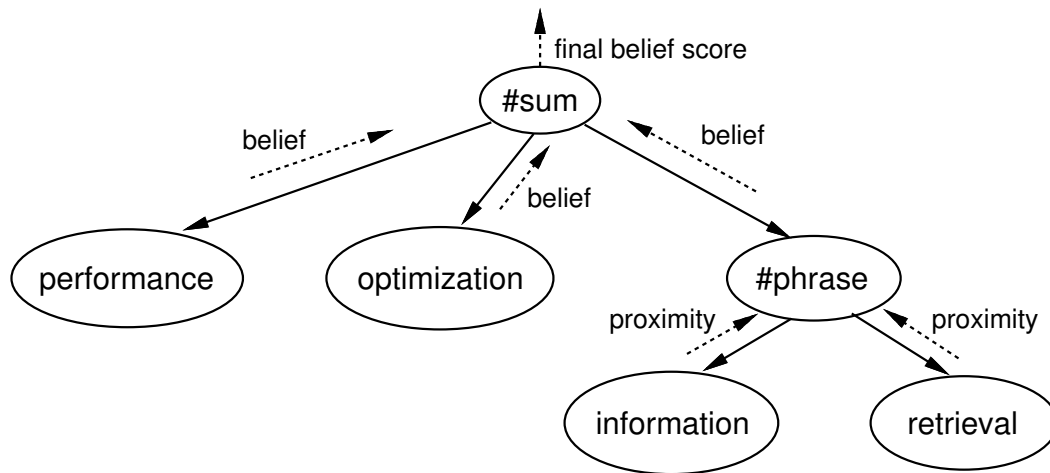 final belief score
#sum
belief
belief
belief
performance
optimization
#phrase
proximity
proximity
information
retrieval